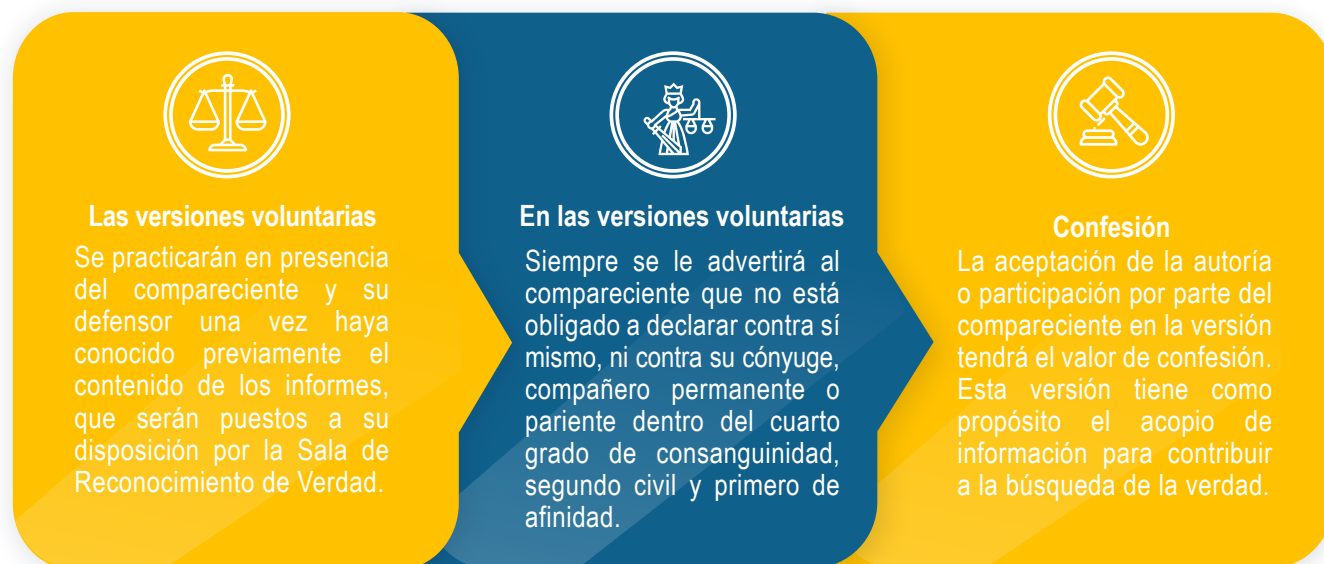 Las versiones voluntarias
Se practicarán en presencia
del compareciente y su
defensor una vez haya
conocido previamente el
contenido de los informes,
que serán puestos a su
disposición por la Sala de
Reconocimiento de Verdad.
En las versiones voluntarias
Siempre se le advertirá al
compareciente que no está
obligado a declarar contra sí
mismo, ni contra su cónyuge,
compañero permanente o
pariente dentro del cuarto
grado de consanguinidad,
segundo civil y primero de
afinidad.
Confesión
La aceptación de la autoría
o participación por parte del
compareciente en la versión
tendrá el valor de confesión.
Esta versión tiene como
propósito el acopio de
información para contribuir
a la búsqueda de la verdad.